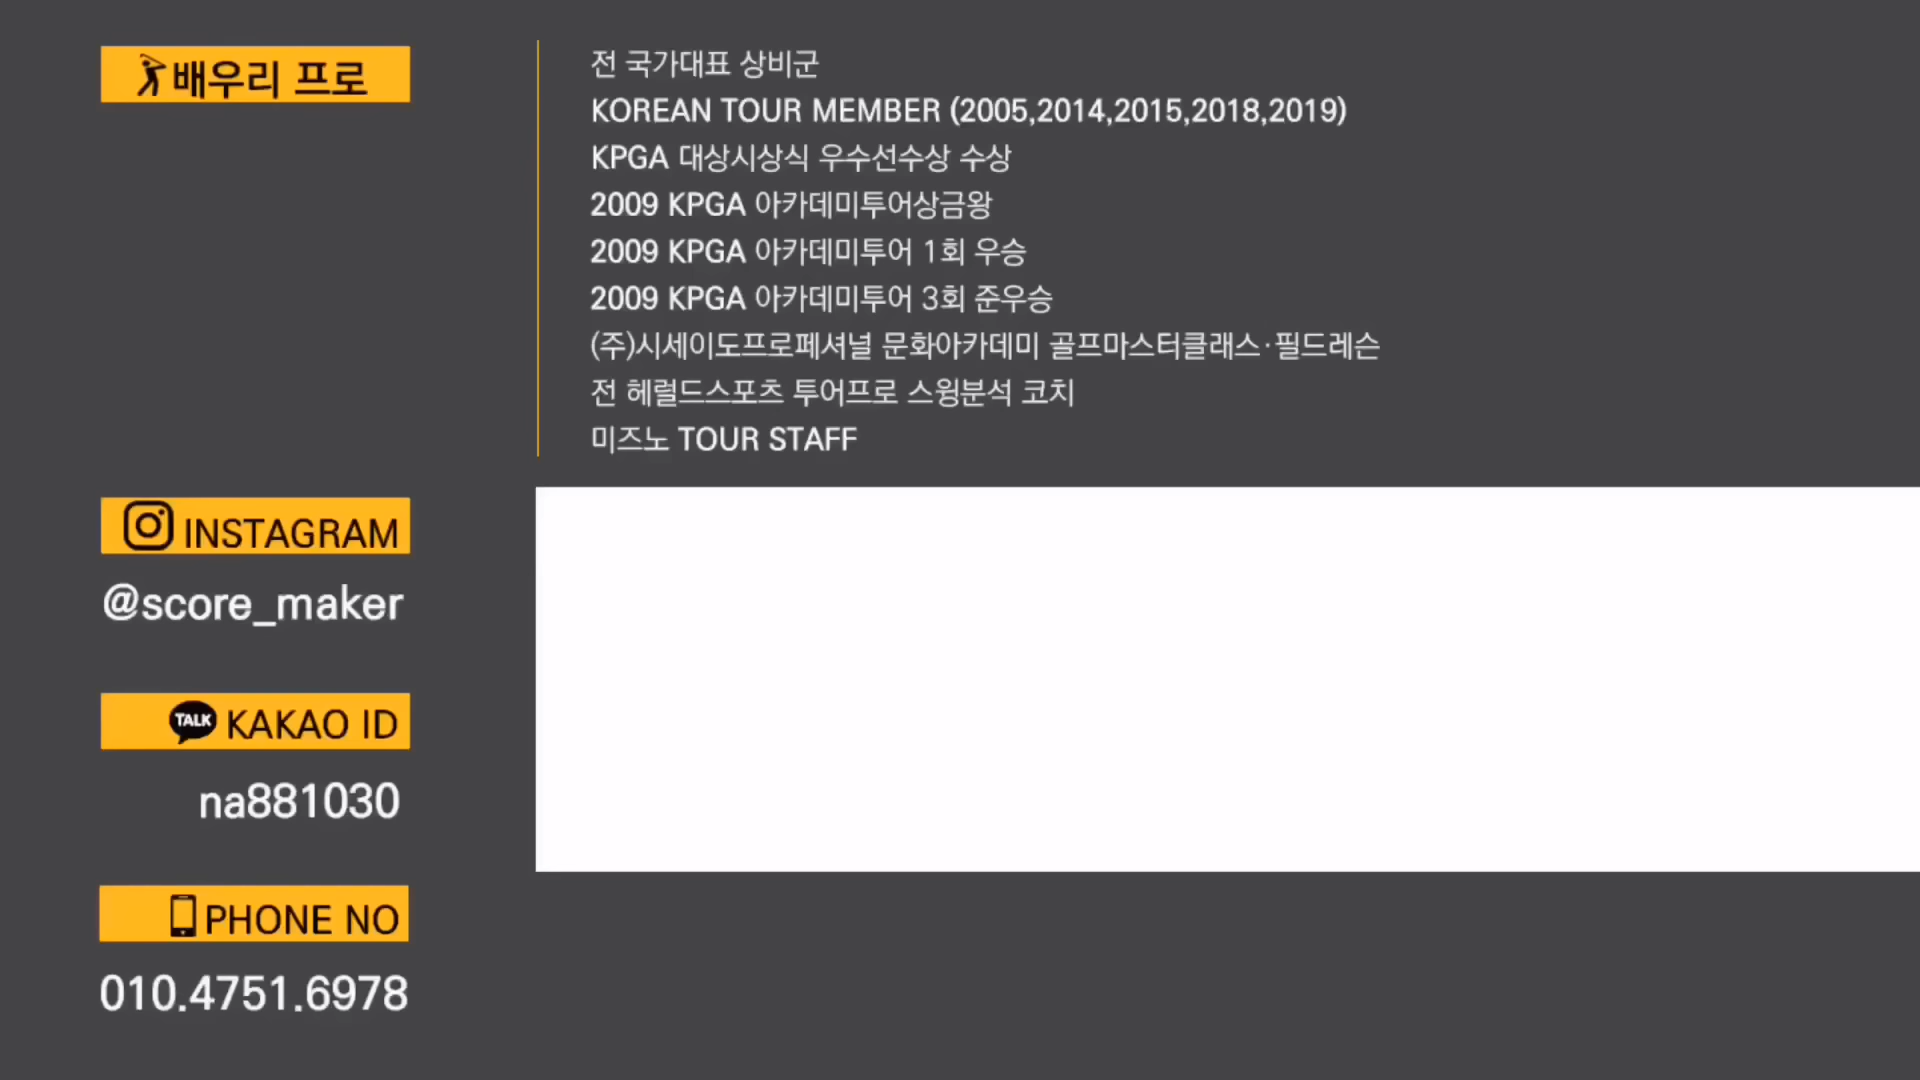 배우리 프로
전 국가대표 상비군
KOREAN TOUR MEMBER (2005,2014,2015,2018,2019)
KPGA 대상시상식 우수선수상 수상
2009 KPGA 아카데미투어상금왕
2009 KPGA 아카데미투어 1회 우승
2009 KPGA 아카데미투어 3회 준우승
(주)시세이도프로페셔널 문화아카데미 골프마스터클래스·필드레슨
전 헤럴드스포츠 투어프로 스윙분석 코치
미즈노 TOUR STAFF
INSTAGRAM
@score_maker
TALK KAKAO ID
na881030
PHONE NO
010.4751.6978